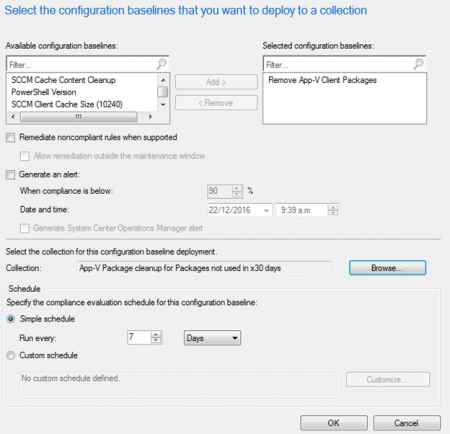 Select the configuration baselines that you want to deploy to a collection
Available configuration baselines:
Selected configuration baselines:
Filter...
Filter...
SCCM Cache Content Cleanup
PowerShell Version
SCCM Client Cache Size (10240)
Add >
< Remove
Remove App-V Client Packages
Remediate noncompliant rules when supported
Allow remediation outside the maintenance window
Generate an alert:
When compliance is below:
90
%
Date and time:
22/12/2016
9:39 a.m.
Generate System Center Operations Manager alert
Select the collection for this configuration baseline deployment.
Collection:
App-V Package cleanup for Packages not used in x30 days
Browse...
Schedule
Specify the compliance evaluation schedule for this configuration baseline:
Simple schedule
Run every:
7
Days
Custom schedule
No custom schedule defined.
Customize...
OK
Cancel